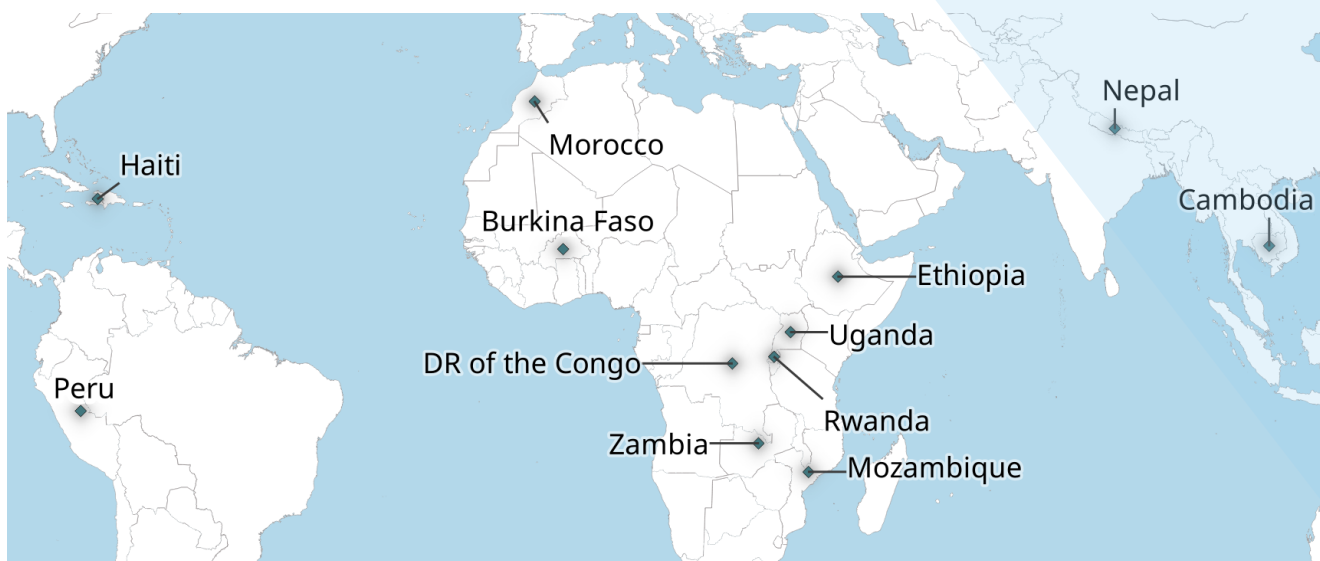 Nepal
Morocco
Haiti
Cambodia
Burkina Faso
Ethiopia
Uganda
DR of the Congo
Peru
Rwanda
Zambia
Mozambique